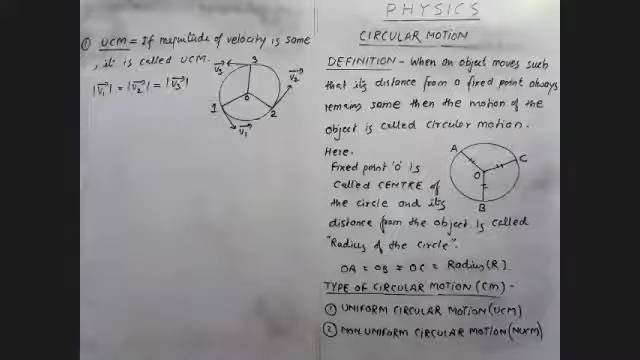 PHYSICS
CIRCULAR MOTION
DEFINITION - When an object moves such
that its distance from a fixed point always
remains same then the motion of the
object is called circular motion.
Here,
Fixed point 'O' is
called CENTRE of
the circle and its
distance from the object is called
"Radius of the circle".
A
C
O
B
OA = OB = OC = Radius(R)
TYPE OF CIRCULAR MOTION (CM) -
① UNIFORM CIRCULAR MOTION (UCM)
② NON UNIFORM CIRCULAR MOTION (NUCM)
① UCM = If magnitude of velocity is same
, it is called UCM.
|V₁| = |V₂| = |V₃|
V₃
3
V₂
O
1
2
V₁